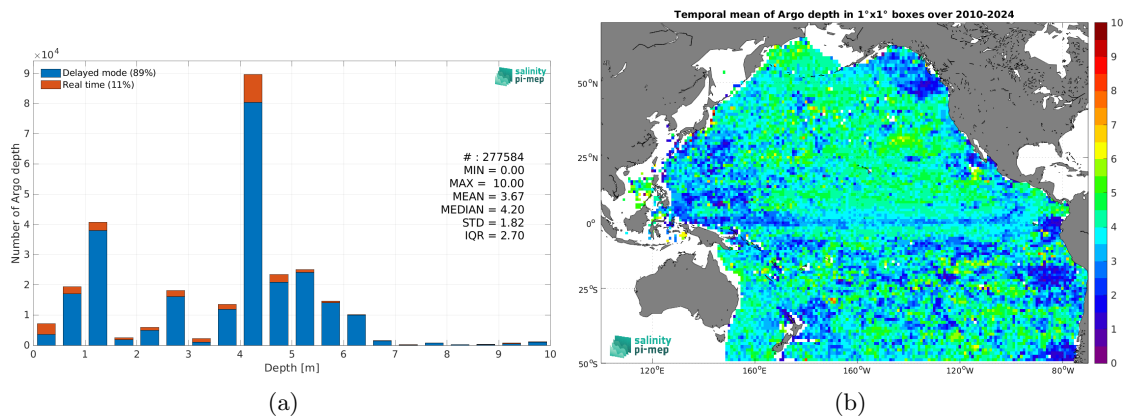 ×10⁴
9
8
7
6
5
4
3
2
1
0
Number of Argo depth
Delayed mode (89%)
Real time (11%)
salinity
pi-mep
# : 277584
MIN = 0.00
MAX = 10.00
MEAN = 3.67
MEDIAN = 4.20
STD = 1.82
IQR = 2.70
0 1 2 3 4 5 6 7 8 9 10
Depth [m]
(a)
Temporal mean of Argo depth in 1°x1° boxes over 2010-2024
50°N
25°N
0°
25°S
50°S
120°E 160°E 160°W 120°W 80°W
salinity
pi-mep
10
9
8
7
6
5
4
3
2
1
0
(b)